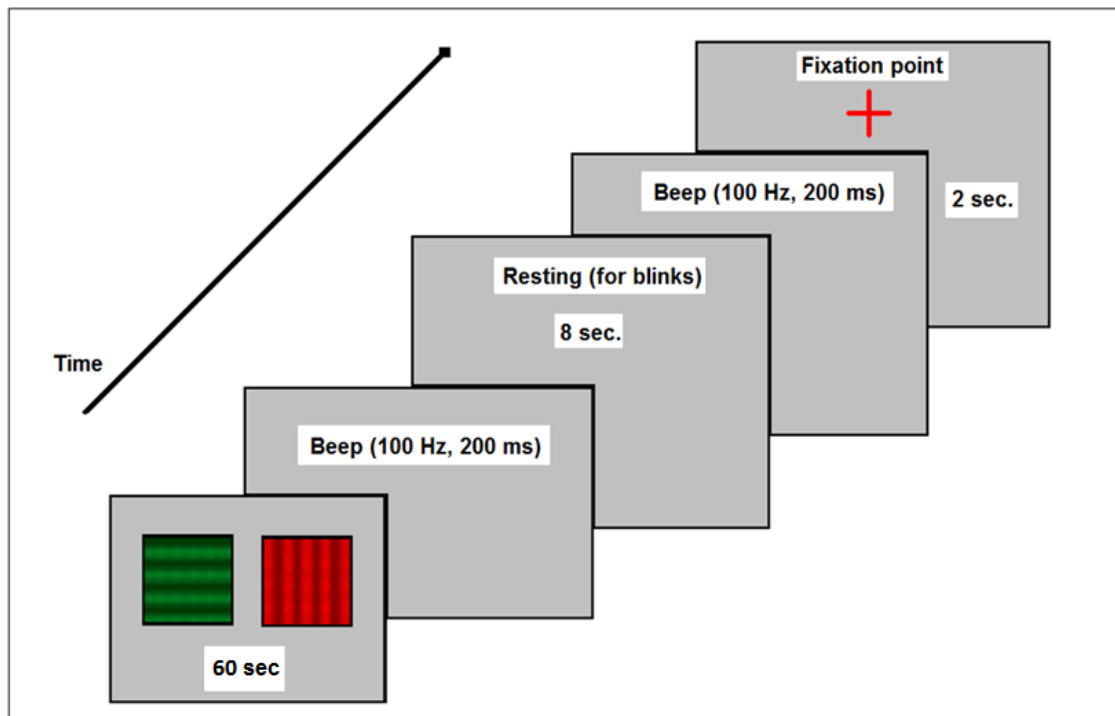 Fixation point
Beep (100 Hz, 200 ms)
2 sec.
Resting (for blinks)
8 sec.
Time
Beep (100 Hz, 200 ms)
60 sec